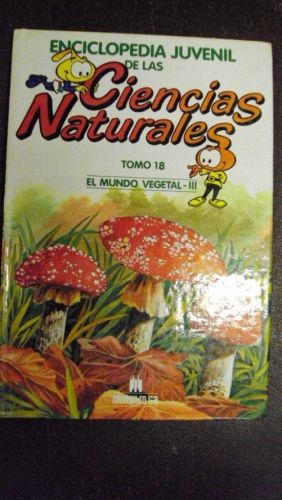 ENCICLOPEDIA JUVENIL
DE LAS
Ciencias
Naturales
TOMO 18
EL MUNDO VEGETAL-III